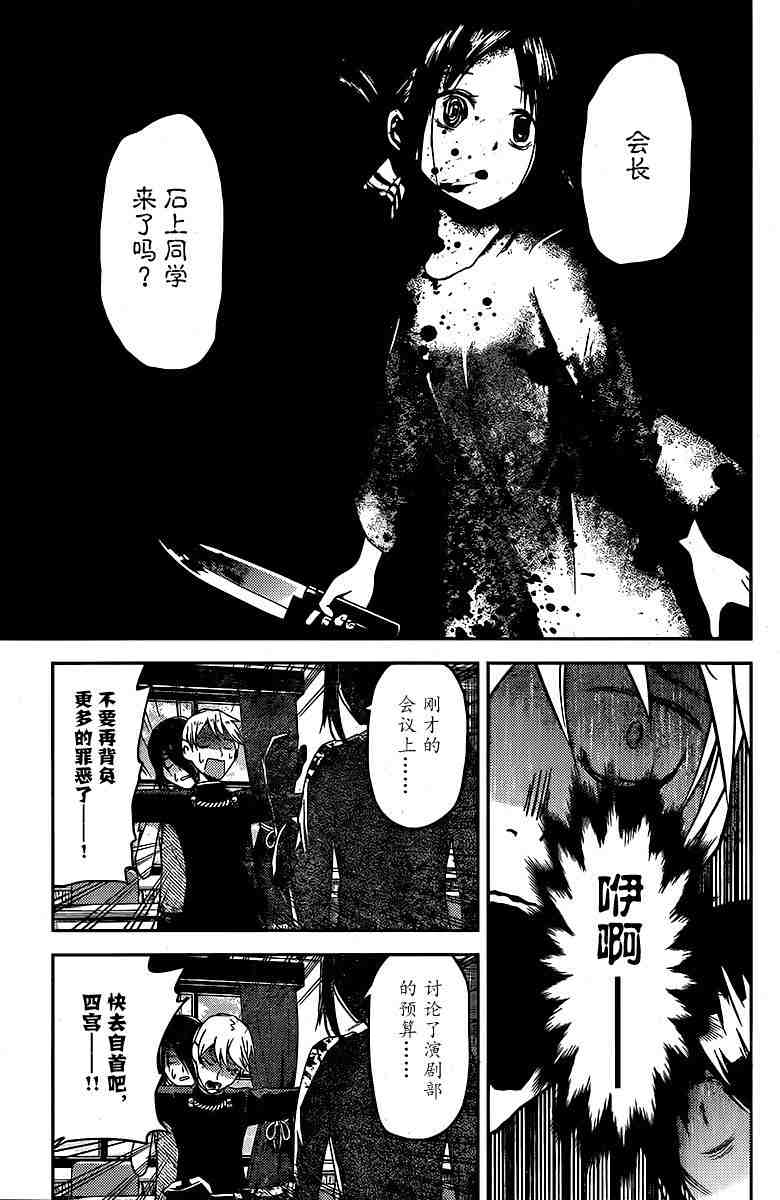 会长
石上同学
来了吗？
咿啊——
刚才的
会议上……
不要再背负
更多的罪恶了——！
讨论了演剧部
的预算……
快去自首吧，
四宫——!!